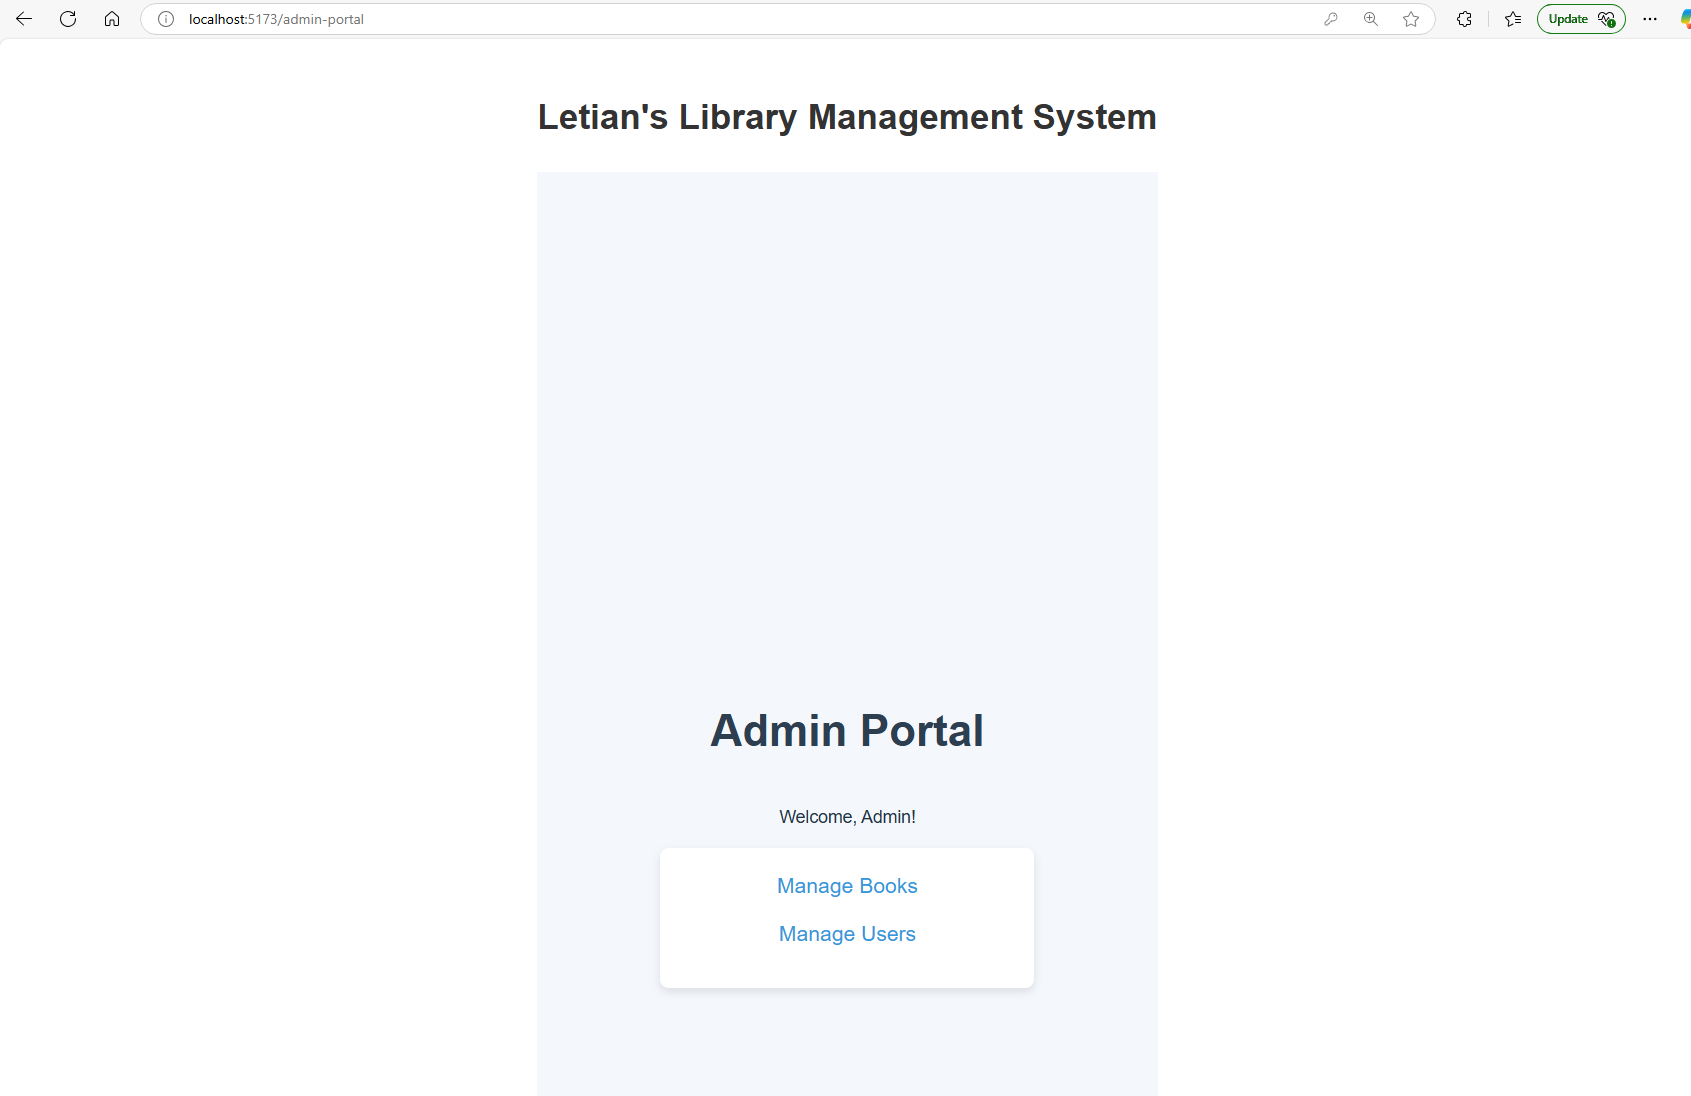 localhost:5173/admin-portal
Update
Letian's Library Management System
Admin Portal
Welcome, Admin!
Manage Books
Manage Users